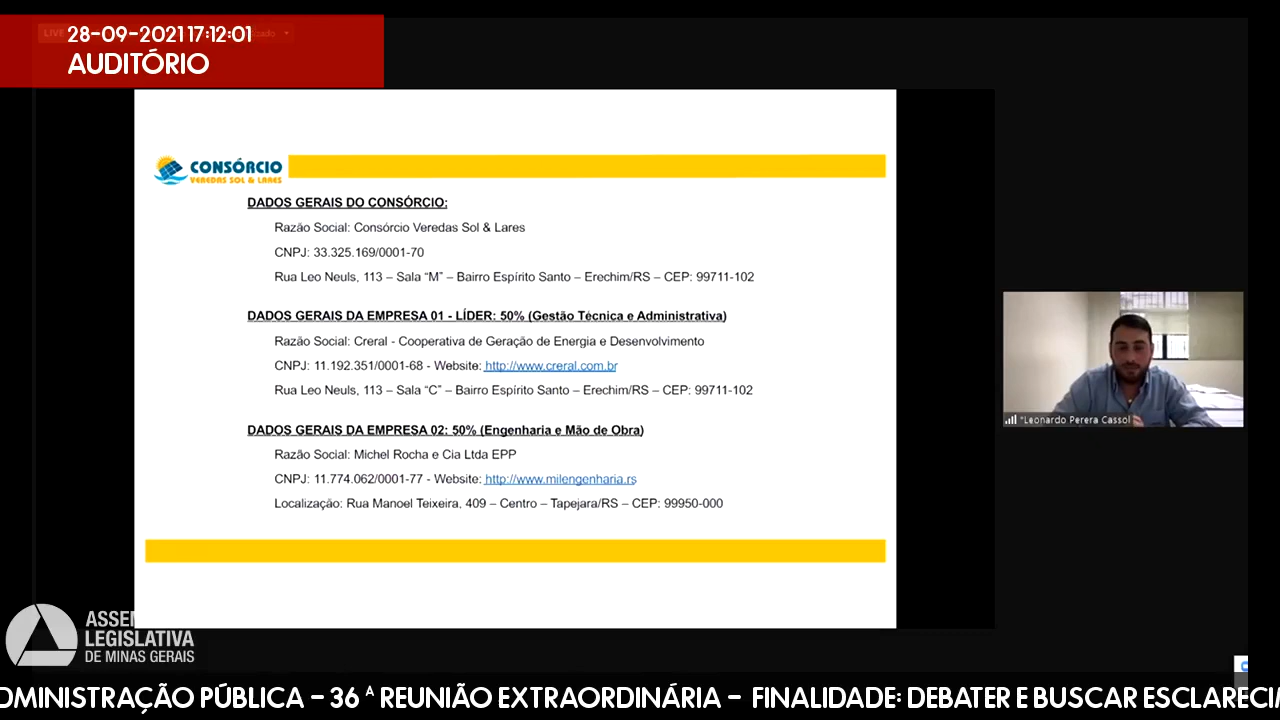 LIVE
28-09-2021 17:12:01
AUDITÓRIO
CONSÓRCIO
VEREDAS SOL & LARES
DADOS GERAIS DO CONSÓRCIO:
Razão Social: Consórcio Veredas Sol & Lares
CNPJ: 33.325.169/0001-70
Rua Leo Neuls, 113 – Sala “M” – Bairro Espírito Santo – Erechim/RS – CEP: 99711-102
DADOS GERAIS DA EMPRESA 01 - LÍDER: 50% (Gestão Técnica e Administrativa)
Razão Social: Creral - Cooperativa de Geração de Energia e Desenvolvimento
CNPJ: 11.192.351/0001-68 - Website: http://www.creral.com.br
Rua Leo Neuls, 113 – Sala “C” – Bairro Espírito Santo – Erechim/RS – CEP: 99711-102
DADOS GERAIS DA EMPRESA 02: 50% (Engenharia e Mão de Obra)
Razão Social: Michel Rocha e Cia Ltda EPP
CNPJ: 11.774.062/0001-77 - Website: http://www.milengenharia.rs
Localização: Rua Manoel Teixeira, 409 – Centro – Tapejara/RS – CEP: 99950-000
*Leonardo Perera Cassol
ASSEM
LEGISLATIVA
DE MINAS GERAIS
DMINISTRAÇÃO PÚBLICA - 36ª REUNIÃO EXTRAORDINÁRIA - FINALIDADE: DEBATER E BUSCAR ESCLARECI